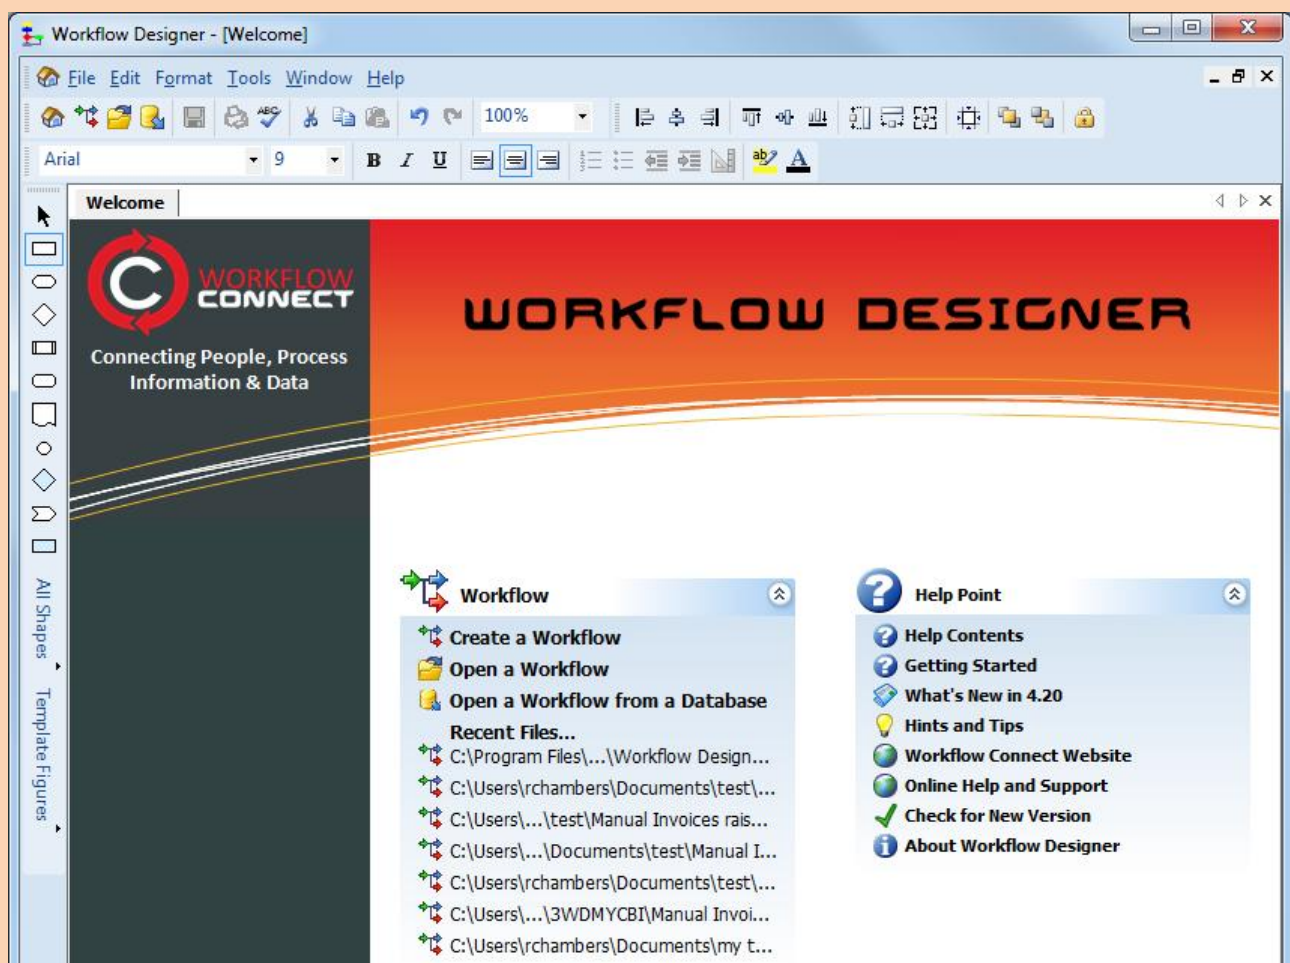 Workflow Designer - [Welcome]
File Edit Format Tools Window Help
ABC
100%
Arial
9
B I U
ab
A
Welcome
C
WORKFLOW
CONNECT
Connecting People, Process
Information & Data
WORKFLOW DESIGNER
All Shapes
Template Figures
Workflow
Create a Workflow
Open a Workflow
Open a Workflow from a Database
Recent Files...
C:\Program Files\...\Workflow Design...
C:\Users\rchambers\Documents\test\...
C:\Users\...\test\Manual Invoices rais...
C:\Users\...\Documents\test\Manual I...
C:\Users\rchambers\Documents\test\...
C:\Users\...\3WDMYCBI\Manual Invoi...
C:\Users\rchambers\Documents\my t...
Help Point
Help Contents
Getting Started
What's New in 4.20
Hints and Tips
Workflow Connect Website
Online Help and Support
Check for New Version
About Workflow Designer